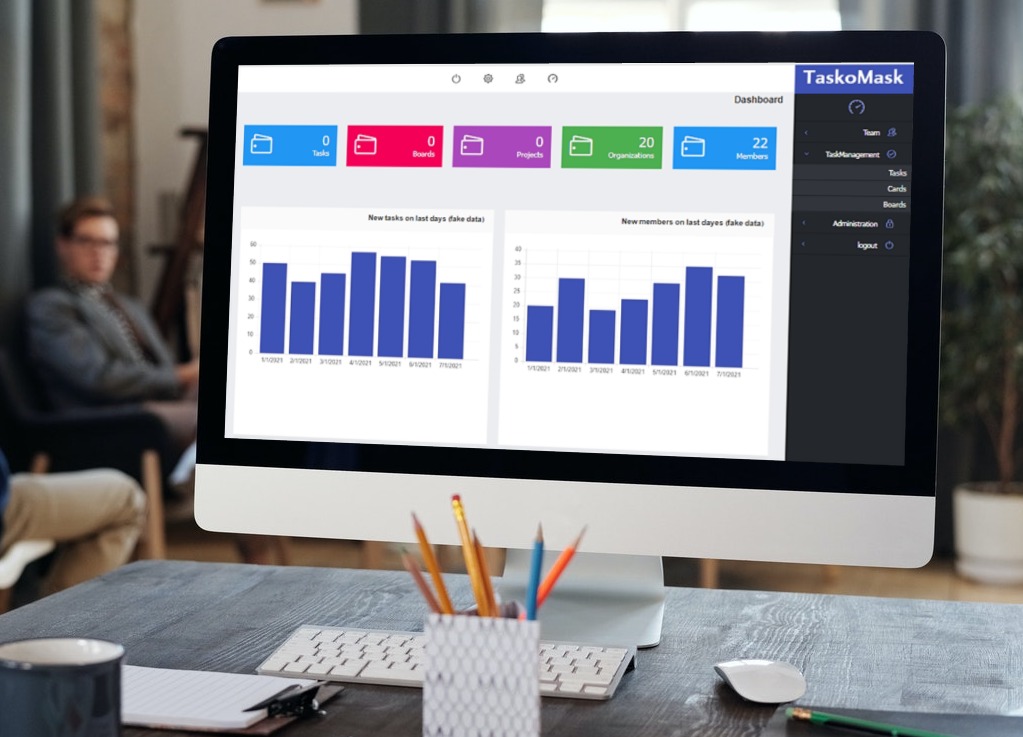 TaskoMask
Dashboard
0
Tasks
0
Boards
0
Projects
20
Organizations
22
Members
Team
TaskManagement
Tasks
Cards
Boards
Administration
logout
New tasks on last days (fake data)
60
50
40
30
20
10
0
1/1/2021 2/1/2021 3/1/2021 4/1/2021 5/1/2021 6/1/2021 7/1/2021
New members on last dayes (fake data)
40
35
30
25
20
15
10
5
0
1/1/2021 2/1/2021 3/1/2021 4/1/2021 5/1/2021 6/1/2021 7/1/2021